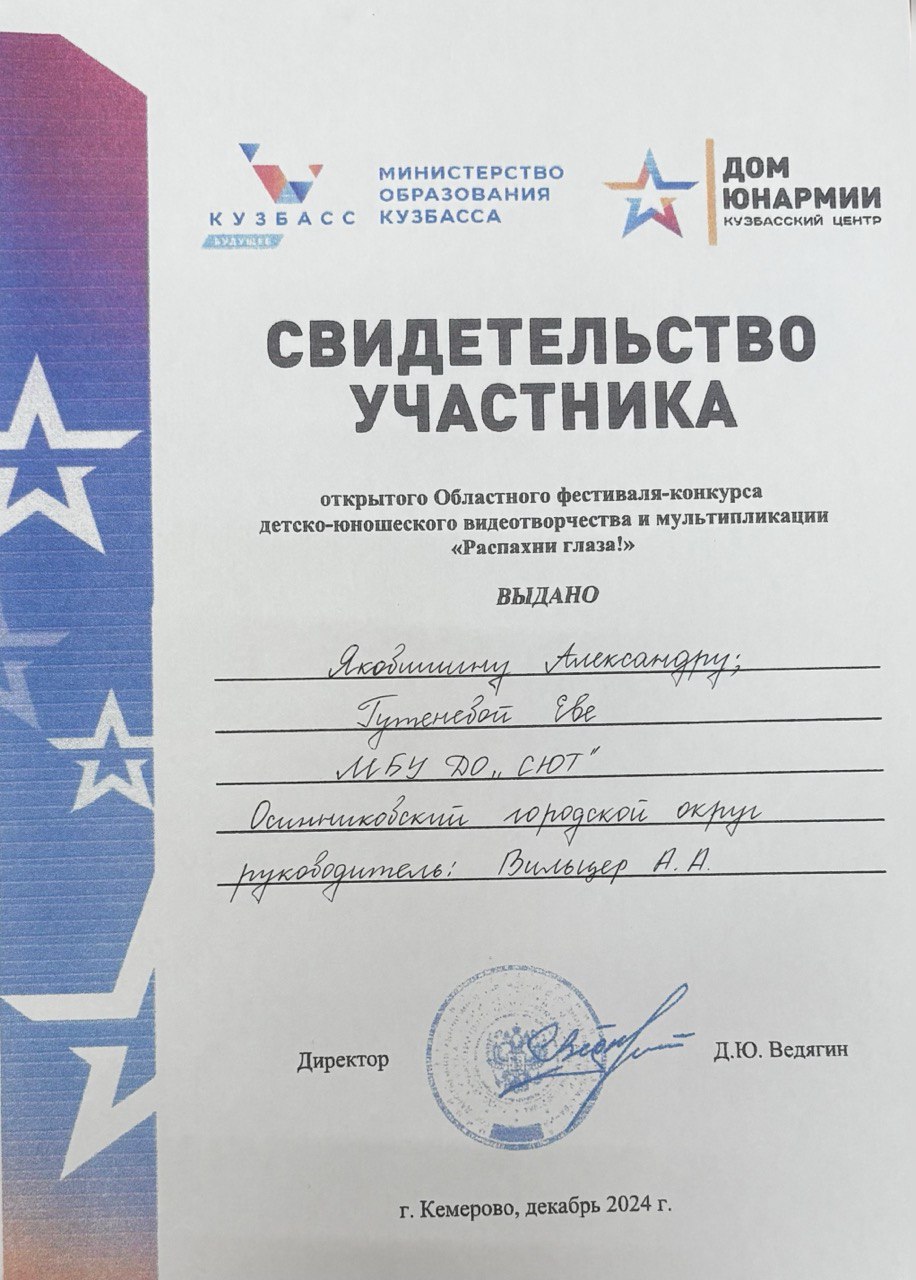 КУЗБАСС
БУДУЩЕЕ
МИНИСТЕРСТВО
ОБРАЗОВАНИЯ
КУЗБАССА
ДОМ
ЮНАРМИИ
КУЗБАССКИЙ ЦЕНТР
СВИДЕТЕЛЬСТВО
УЧАСТНИКА
открытого Областного фестиваля-конкурса
детско-юношеского видеотворчества и мультипликации
«Распахни глаза!»
ВЫДАНО
Якобишину Александру;
Гутеневой Еве
МБУ ДО „СЮТ"
Осинниковский городской округ
руководитель: Вильцер А.А.
Директор
Д.Ю. Ведягин
г. Кемерово, декабрь 2024 г.